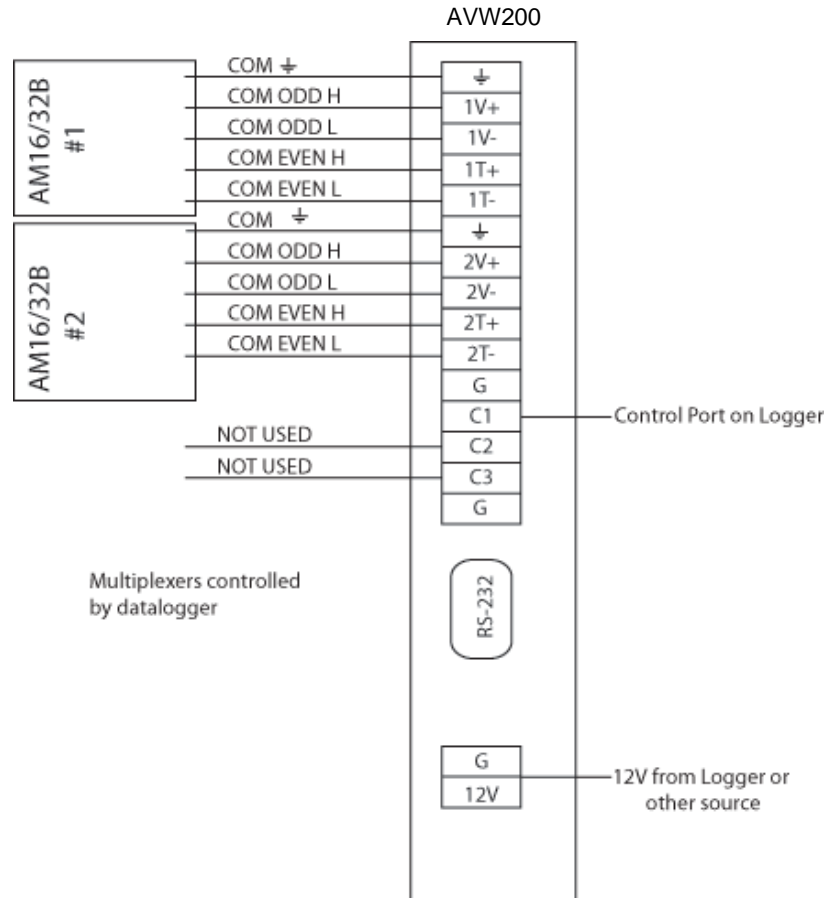 AVW200
AM16/32B
#1
COM ⏚
COM ODD H
COM ODD L
COM EVEN H
COM EVEN L
AM16/32B
#2
COM ⏚
COM ODD H
COM ODD L
COM EVEN H
COM EVEN L
NOT USED
NOT USED
⏚
1V+
1V-
1T+
1T-
⏚
2V+
2V-
2T+
2T-
G
C1
C2
C3
G
Control Port on Logger
Multiplexers controlled
by datalogger
RS-232
G
12V
12V from Logger or
other source